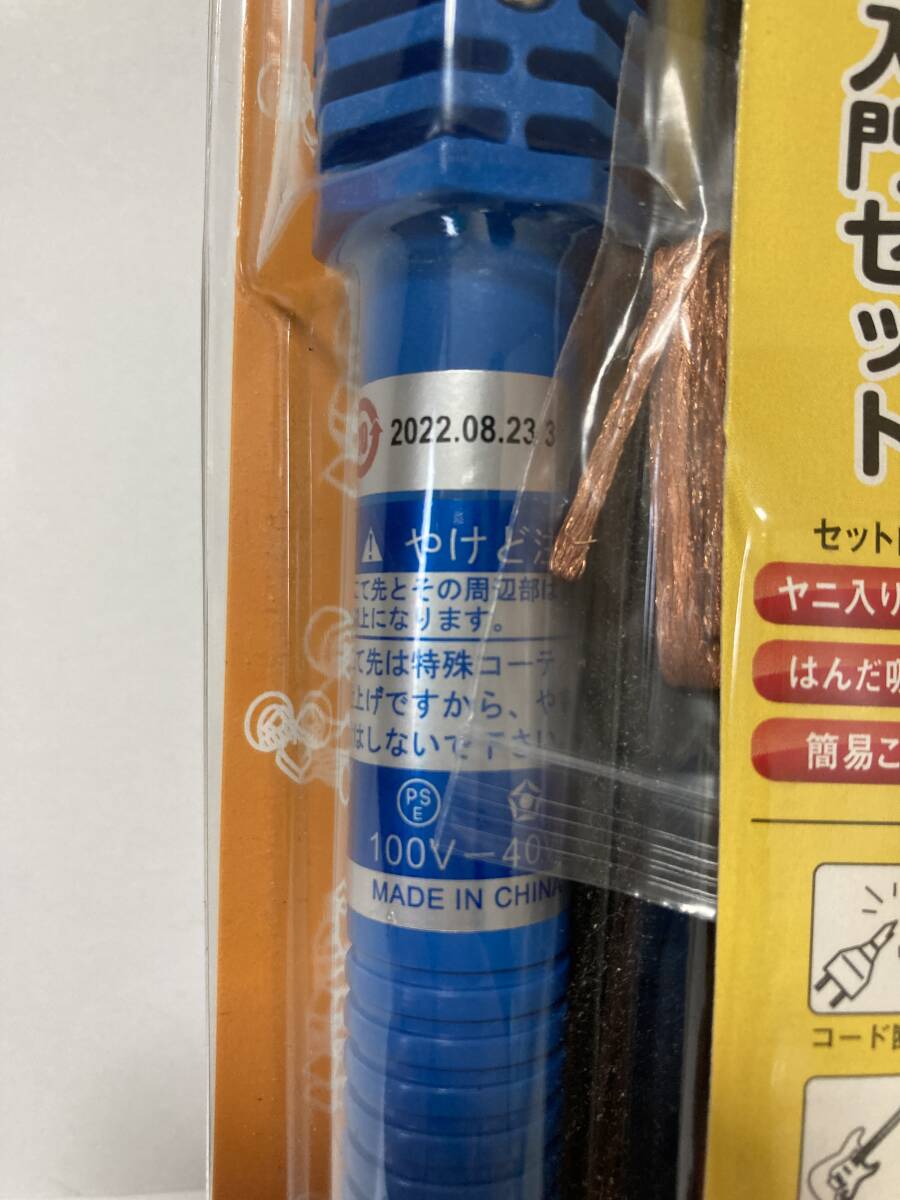 2022.08.23 3
やけど注
て先とその周辺部は
上になります。
て先は特殊コーテ
上げですから、や
はしないで下さい
PS
E
100V－40
MADE IN CHINA
入門セット
セット
ヤニ入り
はんだ吸
簡易こ
コード